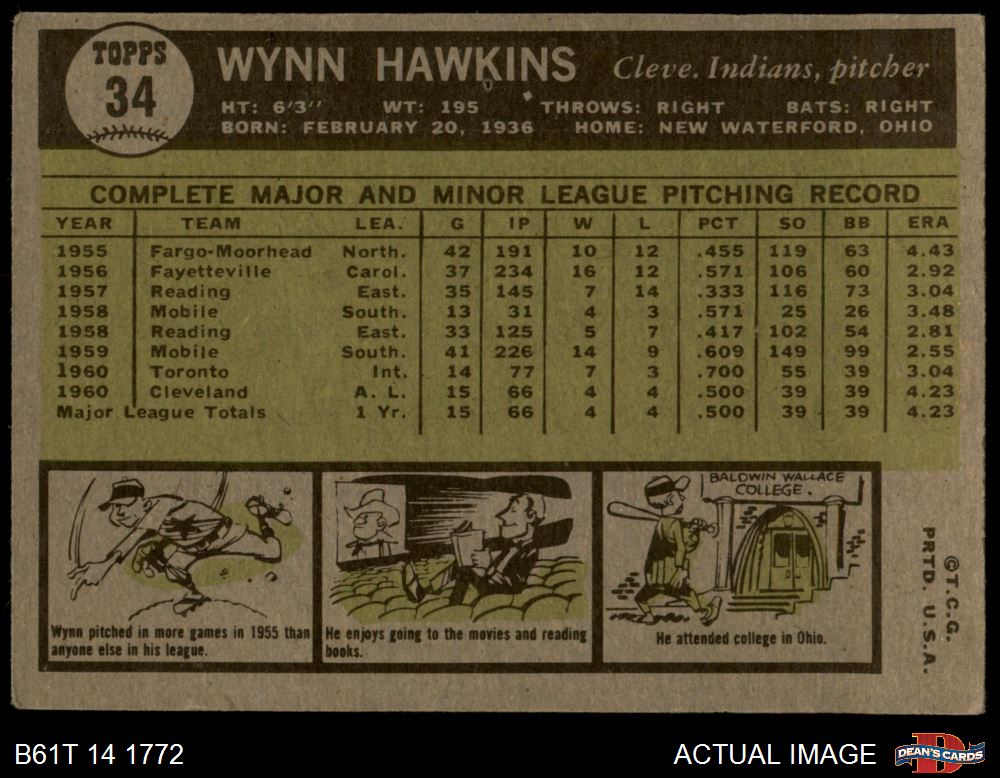 TOPPS
34
WYNN HAWKINS Cleve. Indians, pitcher
HT: 6'3" WT: 195 THROWS: RIGHT BATS: RIGHT
BORN: FEBRUARY 20, 1936 HOME: NEW WATERFORD, OHIO
COMPLETE MAJOR AND MINOR LEAGUE PITCHING RECORD
YEAR TEAM LEA. G IP W L PCT SO BB ERA
1955 Fargo-Moorhead North. 42 191 10 12 .455 119 63 4.43
1956 Fayetteville Carol. 37 234 16 12 .571 106 60 2.92
1957 Reading East. 35 145 7 14 .333 116 73 3.04
1958 Mobile South. 13 31 4 3 .571 25 26 3.48
1958 Reading East. 33 125 5 7 .417 102 54 2.81
1959 Mobile South. 41 226 14 9 .609 149 99 2.55
1960 Toronto Int. 14 77 7 3 .700 55 39 3.04
1960 Cleveland A. L. 15 66 4 4 .500 39 39 4.23
Major League Totals 1 Yr. 15 66 4 4 .500 39 39 4.23
Wynn pitched in more games in 1955 than
anyone else in his league.
He enjoys going to the movies and reading
books.
BALDWIN WALLACE
COLLEGE.
He attended college in Ohio.
©T.C.G.
PRTD. U.S.A.
B61T 14 1772 ACTUAL IMAGE DEAN'S CARDS